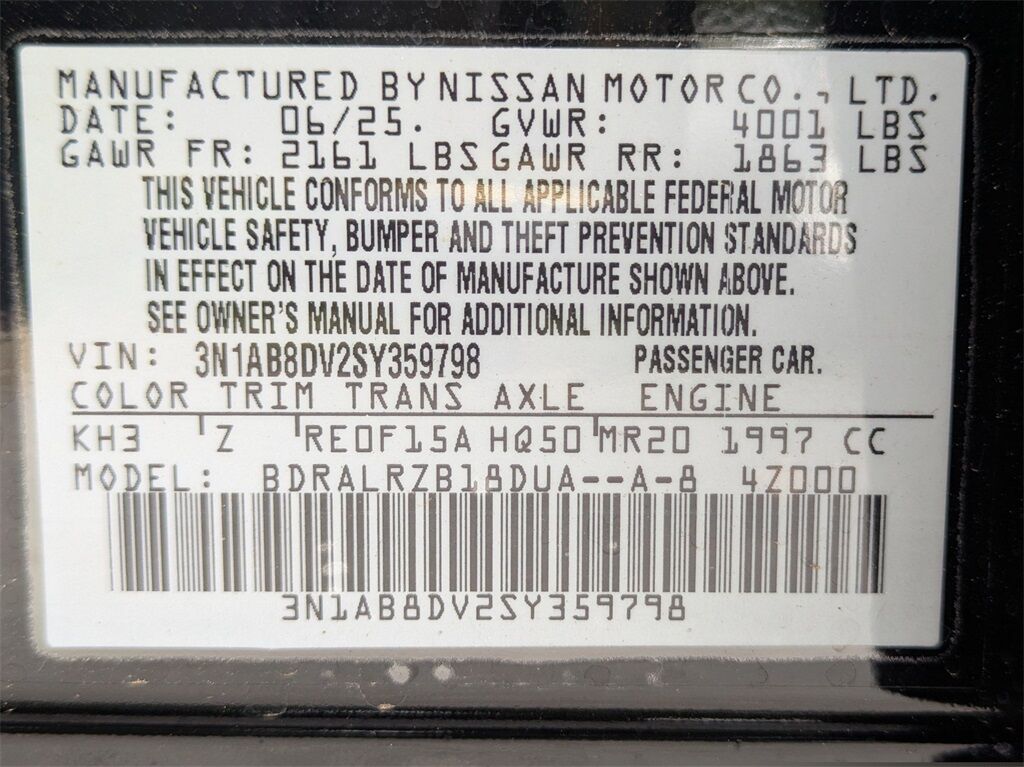 MANUFACTURED BY NISSAN MOTOR CO., LTD.
DATE: 06/25. GVWR: 4001 LBS
GAWR FR: 2161 LBS GAWR RR: 1863 LBS
THIS VEHICLE CONFORMS TO ALL APPLICABLE FEDERAL MOTOR
VEHICLE SAFETY, BUMPER AND THEFT PREVENTION STANDARDS
IN EFFECT ON THE DATE OF MANUFACTURE SHOWN ABOVE.
SEE OWNER'S MANUAL FOR ADDITIONAL INFORMATION.
VIN: 3N1AB8DV2SY359798 PASSENGER CAR.
COLOR TRIM TRANS AXLE ENGINE
KH3 Z RE0F15A HQ50 MR20 1997 CC
MODEL: BDRALRZB18DUA--A-8 4Z000
3N1AB8DV2SY359798